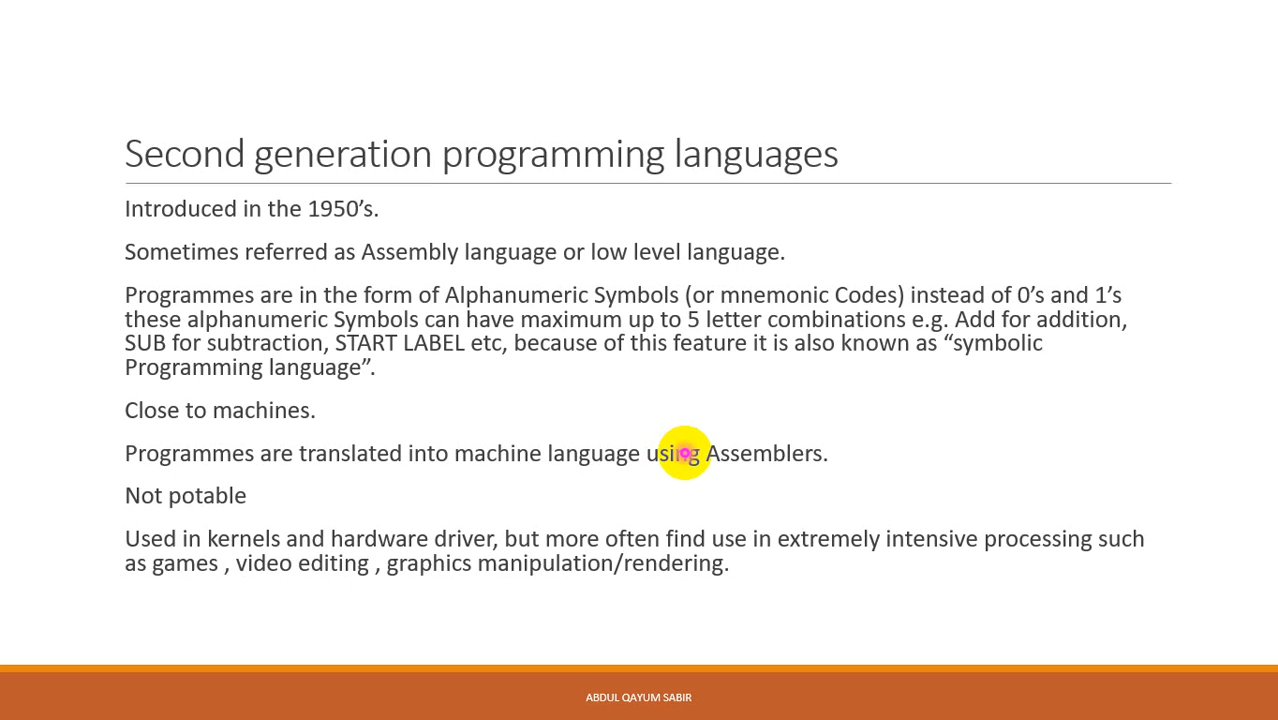 Second generation programming languages
Introduced in the 1950’s.
Sometimes referred as Assembly language or low level language.
Programmes are in the form of Alphanumeric Symbols (or mnemonic Codes) instead of 0’s and 1’s
these alphanumeric Symbols can have maximum up to 5 letter combinations e.g. Add for addition,
SUB for subtraction, START LABEL etc, because of this feature it is also known as “symbolic
Programming language”.
Close to machines.
Programmes are translated into machine language using Assemblers.
Not potable
Used in kernels and hardware driver, but more often find use in extremely intensive processing such
as games , video editing , graphics manipulation/rendering.
ABDUL QAYUM SABIR